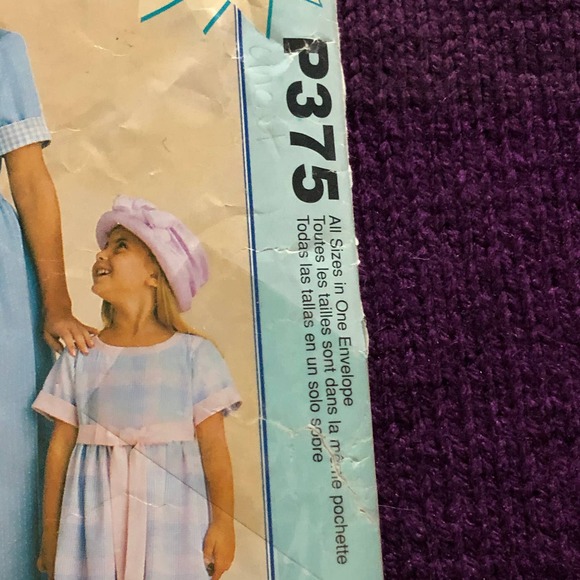 P375
All Sizes in One Envelope
Toutes les tailles sont dans la même pochette
Todas las tallas en un solo sobre